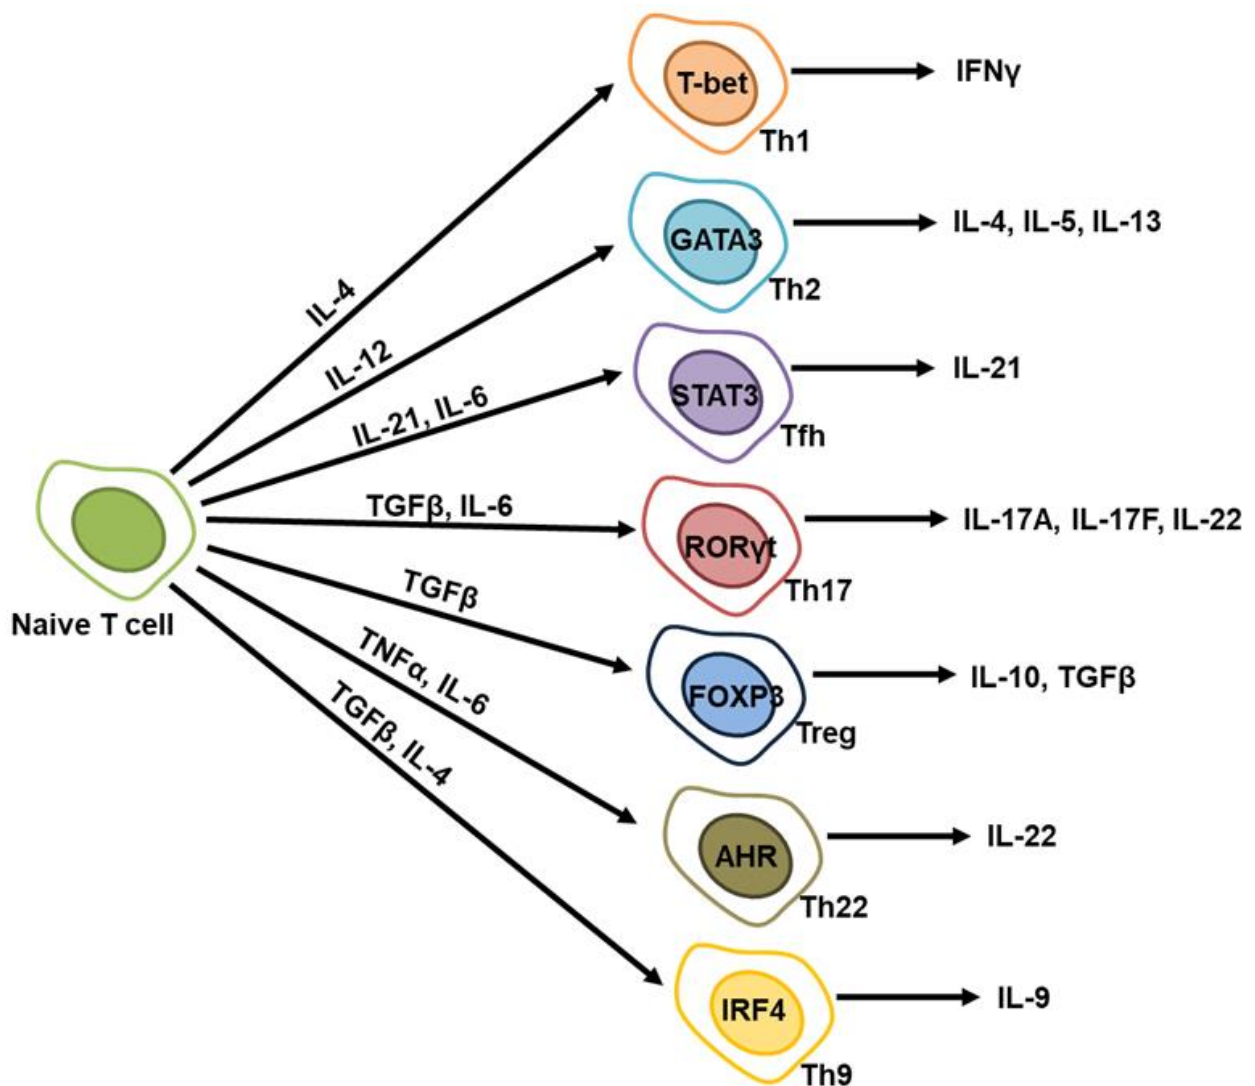 T-bet
IFNγ
Th1
GATA3
IL-4, IL-5, IL-13
Th2
IL-4
IL-12
IL-21, IL-6
STAT3
IL-21
Tfh
TGFβ, IL-6
RORγt
IL-17A, IL-17F, IL-22
Th17
Naive T cell
TGFβ
FOXP3
IL-10, TGFβ
Treg
TNFα, IL-6
TGFβ, IL-4
AHR
IL-22
Th22
IRF4
IL-9
Th9